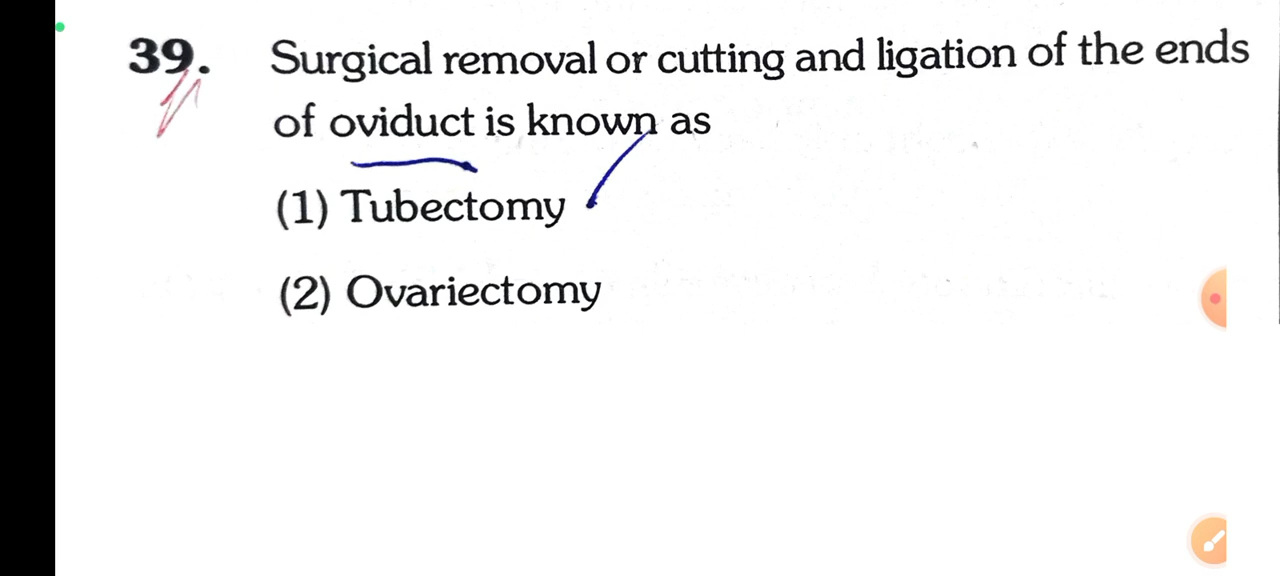 39. Surgical removal or cutting and ligation of the ends
of oviduct is known as
(1) Tubectomy
(2) Ovariectomy